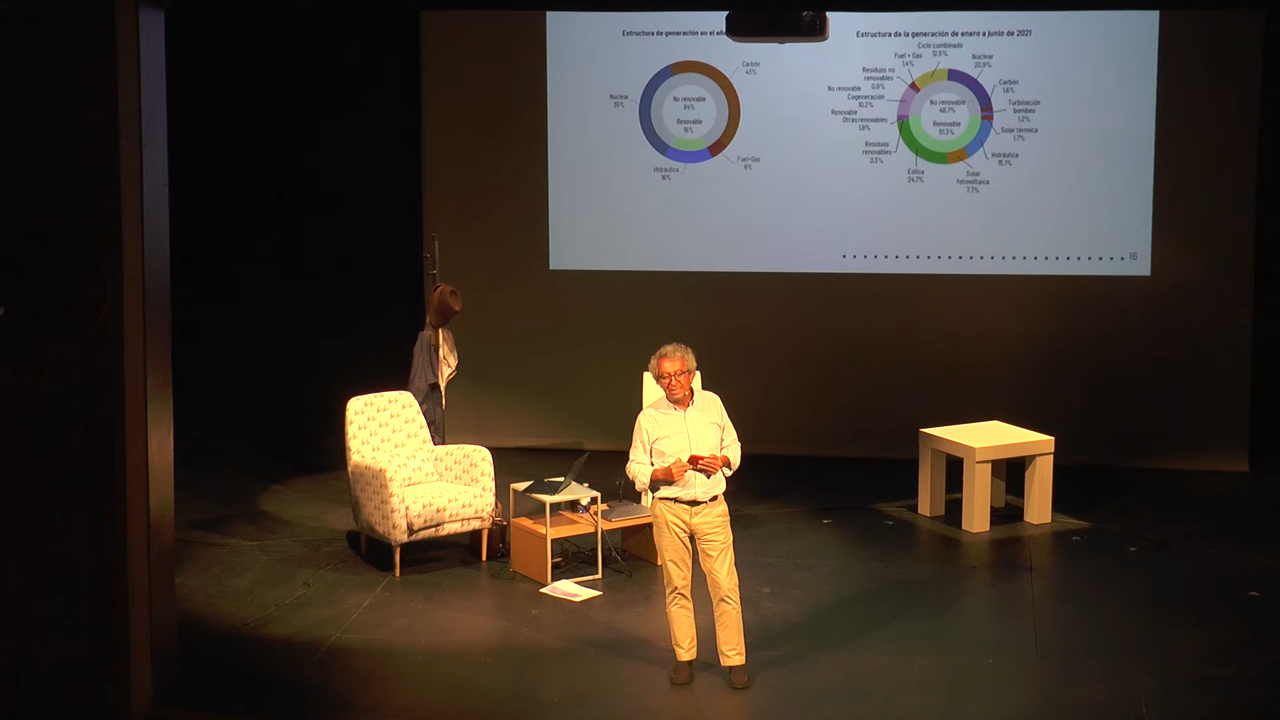 Estructura de generación en el año
Carbón
43%
Nuclear
35%
No renovable
84%
Renovable
16%
Fuel+Gas
6%
Hidráulica
16%
Estructura de la generación de enero a junio de 2021
Ciclo combinado
12,5%
Fuel + Gas
1,4%
Nuclear
20,9%
Residuos no
renovables
0,9%
Carbón
1,6%
No renovable
Cogeneración
10,2%
No renovable
48,7%
Turbinación
bombeo
1,2%
Renovable
Otras renovables
1,8%
Renovable
51,3%
Solar térmica
1,7%
Residuos
renovables
0,3%
Hidráulica
15,1%
Eólica
24,7%
Solar
fotovoltaica
7,7%
16